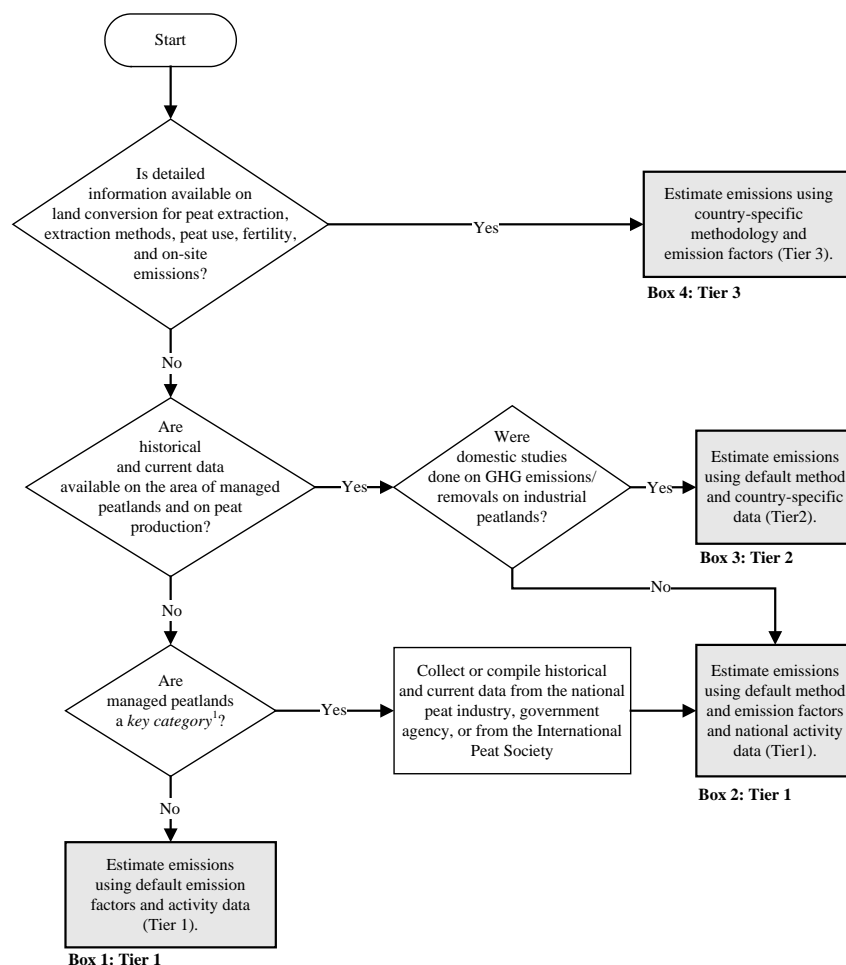 Start
Is detailed
information available on
land conversion for peat extraction,
extraction methods, peat use, fertility,
and on-site
emissions?
Yes
Estimate emissions using
country-specific
methodology and
emission factors (Tier 3).
Box 4: Tier 3
No
Are
historical
and current data
available on the area of managed
peatlands and on peat
production?
Yes
Were
domestic studies
done on GHG emissions/
removals on industrial
peatlands?
Yes
Estimate emissions
using default method
and country-specific
data (Tier2).
Box 3: Tier 2
No
No
Are
managed peatlands
a key category¹?
Yes
Collect or compile historical
and current data from the national
peat industry, government
agency, or from the International
Peat Society
Estimate emissions
using default method
and emission factors
and national activity
data (Tier1).
Box 2: Tier 1
No
Estimate emissions
using default emission
factors and activity data
(Tier 1).
Box 1: Tier 1